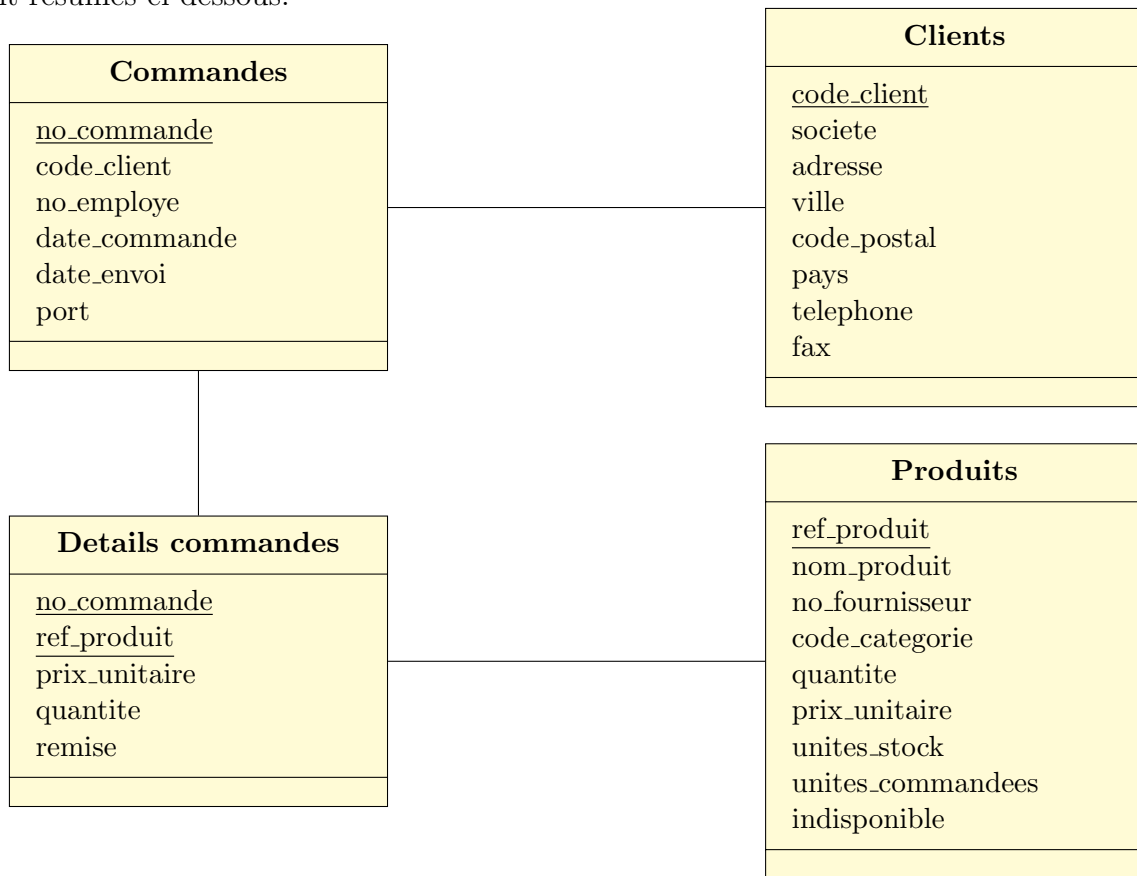 Commandes
no_commande
code_client
no_employe
date_commande
date_envoi
port
Clients
code_client
societe
adresse
ville
code_postal
pays
telephone
fax
Details commandes
no_commande
ref_produit
prix_unitaire
quantite
remise
Produits
ref_produit
nom_produit
no_fournisseur
code_categorie
quantite
prix_unitaire
unites_stock
unites_commandees
indisponible